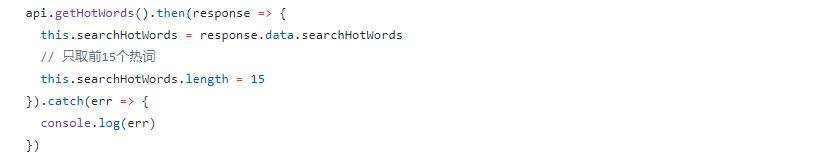 api.getHotWords().then(response => {
  this.searchHotWords = response.data.searchHotWords
  // 只取前15个热词
  this.searchHotWords.length = 15
}).catch(err => {
  console.log(err)
})